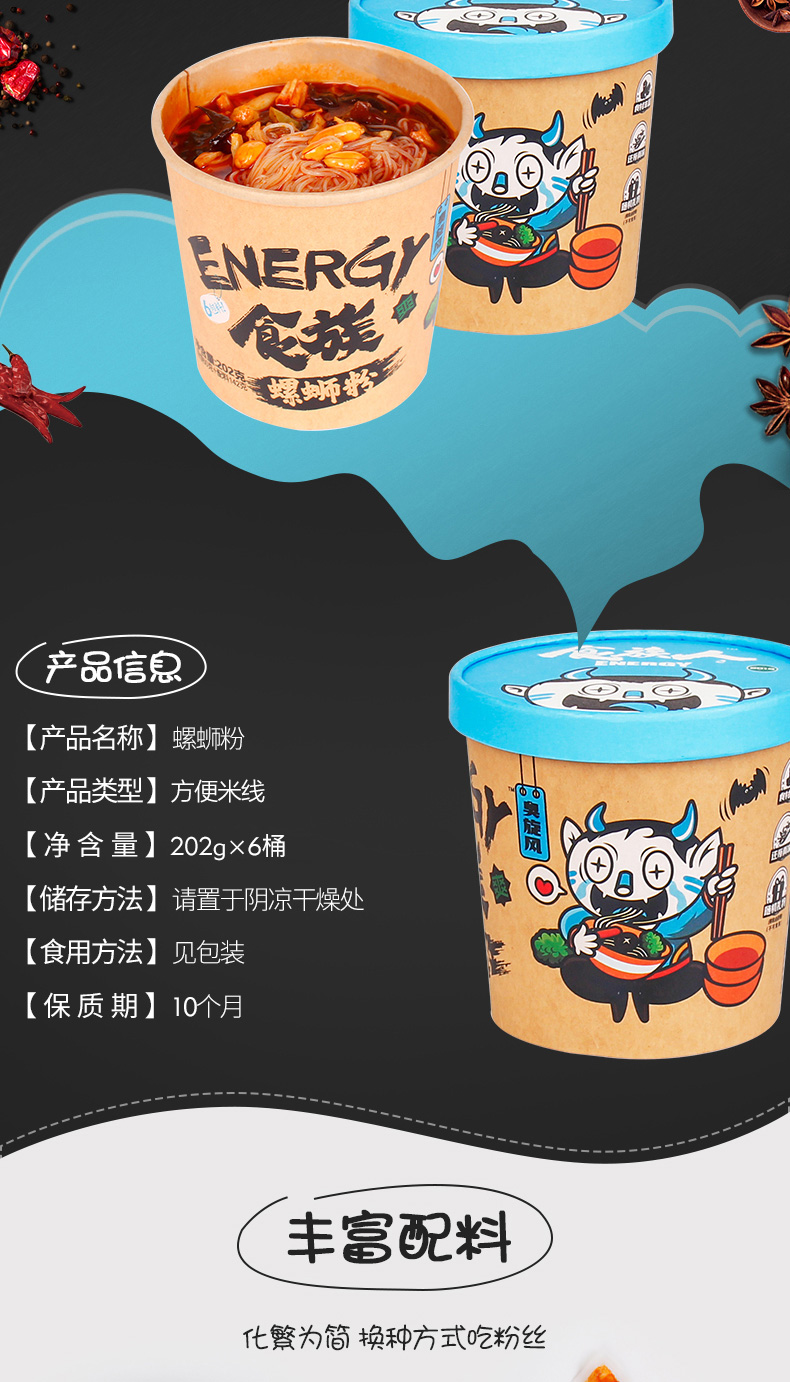 ENERGY
食族
螺蛳粉
产品信息
【产品名称】螺蛳粉
【产品类型】方便米线
【净含量】202g×6桶
【储存方法】请置于阴凉干燥处
【食用方法】见包装
【保质期】10个月
ENERGY
臭旋风
丰富配料
化繁为简 换种方式吃粉丝